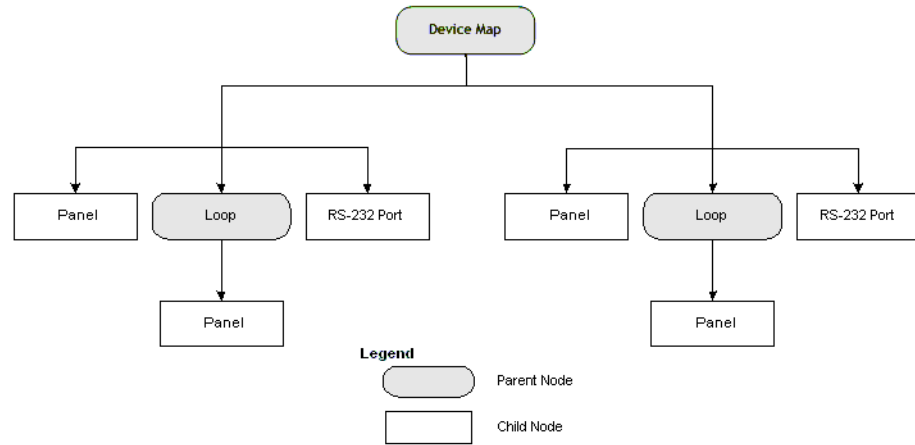 Device Map
Panel
Loop
RS-232 Port
Panel
Loop
RS-232 Port
Panel
Panel
Legend
Parent Node
Child Node